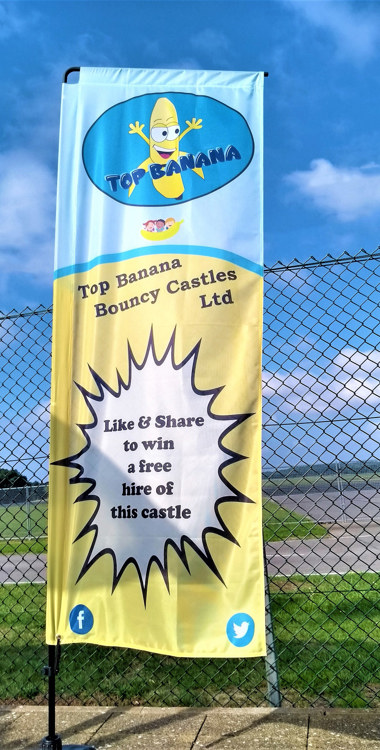 TOP BANANA
Top Banana
Bouncy Castles
Ltd
Like & Share
to win
a free
hire of
this castle
f